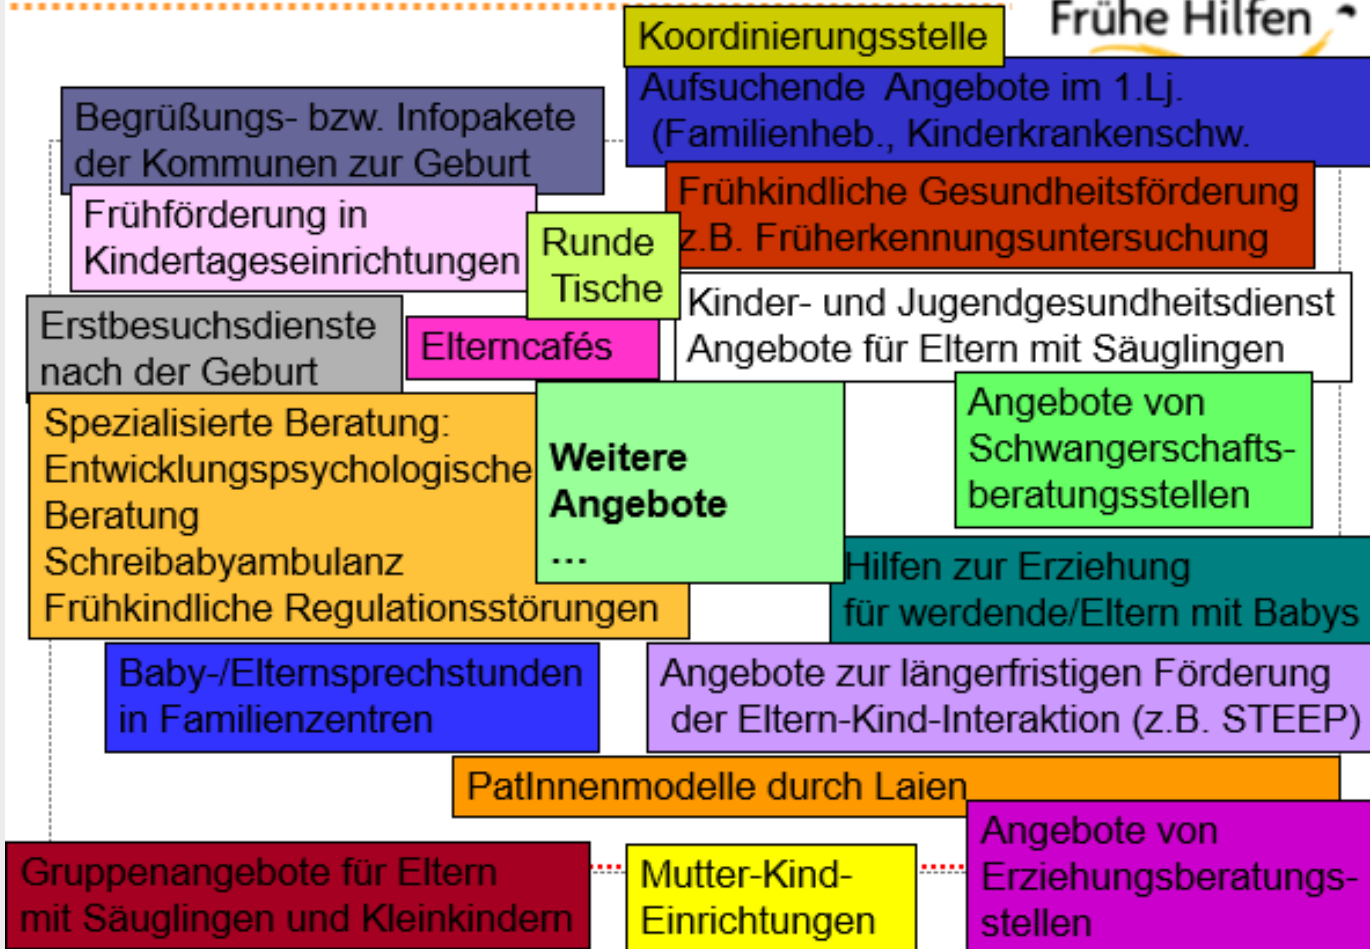 Frühe Hilfen
Koordinierungsstelle
Aufsuchende Angebote im 1.Lj.
(Familienheb., Kinderkrankenschw.
Begrüßungs- bzw. Infopakete
der Kommunen zur Geburt
Frühkindliche Gesundheitsförderung
z.B. Früherkennungsuntersuchung
Frühförderung in
Kindertageseinrichtungen
Runde
Tische
Kinder- und Jugendgesundheitsdienst
Angebote für Eltern mit Säuglingen
Erstbesuchsdienste
nach der Geburt
Elterncafés
Angebote von
Schwangerschafts-
beratungsstellen
Spezialisierte Beratung:
Entwicklungspsychologische
Beratung
Schreibabyambulanz
Frühkindliche Regulationsstörungen
Weitere
Angebote
...
Hilfen zur Erziehung
für werdende/Eltern mit Babys
Baby-/Elternsprechstunden
in Familienzentren
Angebote zur längerfristigen Förderung
der Eltern-Kind-Interaktion (z.B. STEEP)
PatInnenmodelle durch Laien
Angebote von
Erziehungsberatungs-
stellen
Gruppenangebote für Eltern
mit Säuglingen und Kleinkindern
Mutter-Kind-
Einrichtungen